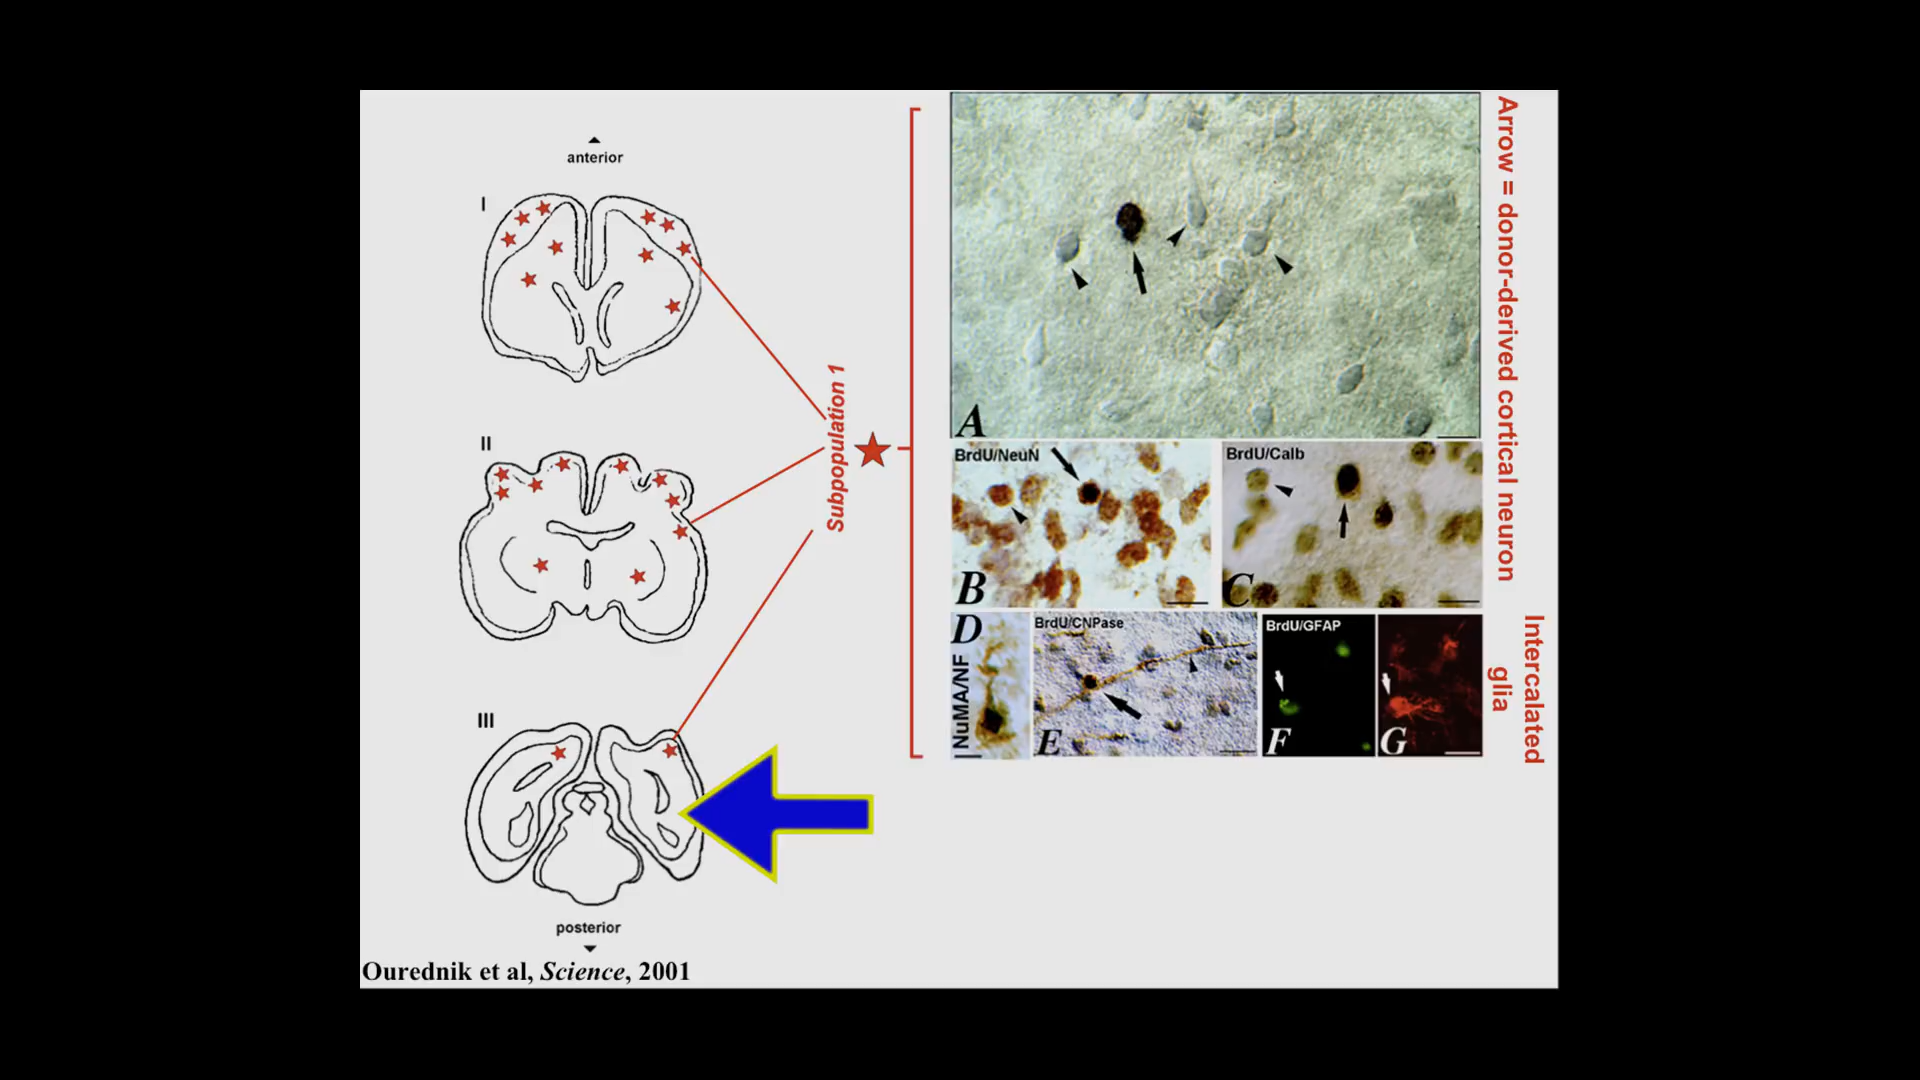 anterior
I
II
III
posterior
Ourednik et al, Science, 2001
Subpopulation 1
A
BrdU/NeuN
B
BrdU/Calb
C
D
NuMA/NF
BrdU/CNPase
E
BrdU/GFAP
F
G
Arrow = donor-derived cortical neuron
Intercalated
glia